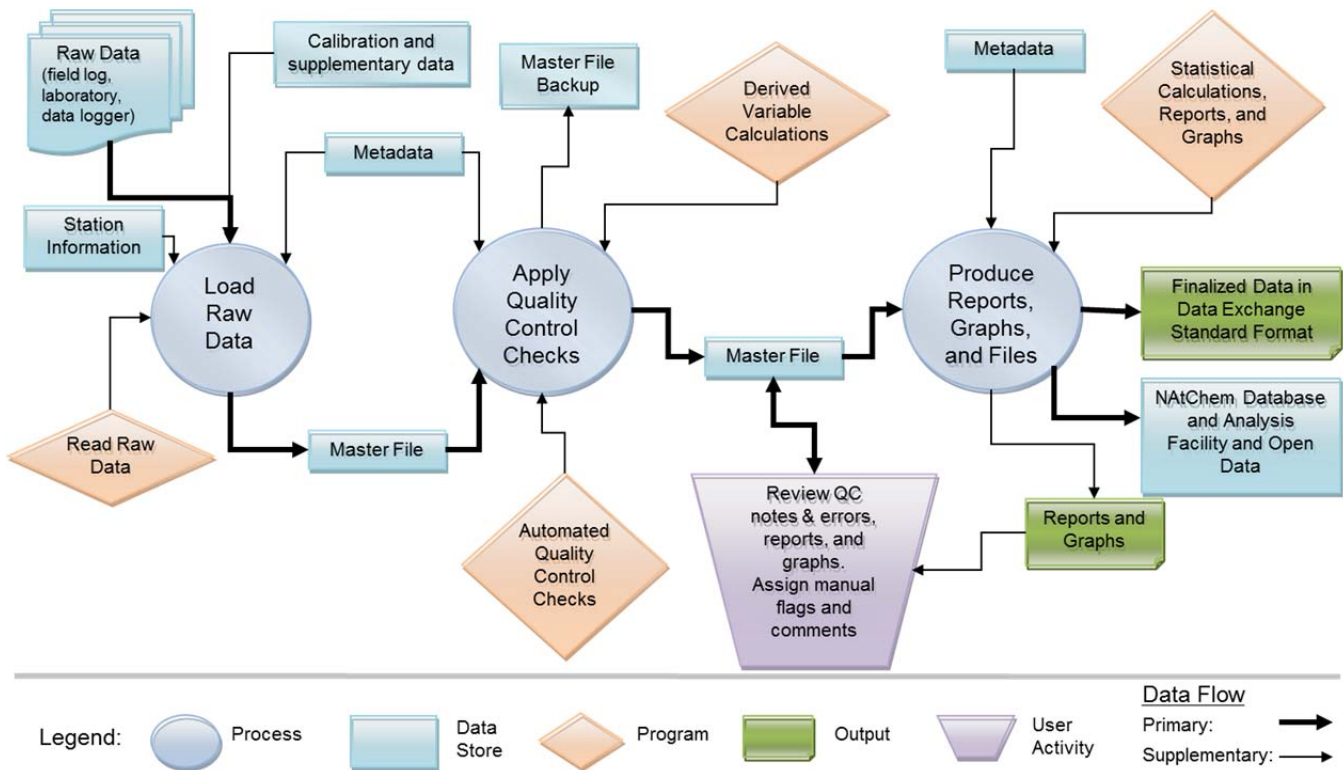 Raw Data
(field log,
laboratory,
data logger)
Calibration and
supplementary data
Master File
Backup
Derived
Variable
Calculations
Metadata
Statistical
Calculations,
Reports, and
Graphs
Metadata
Station
Information
Load
Raw
Data
Apply
Quality
Control
Checks
Produce
Reports,
Graphs,
and Files
Finalized Data in
Data Exchange
Standard Format
Master File
NAtChem Database
and Analysis
Facility and Open
Data
Read Raw
Data
Master File
Automated
Quality
Control
Checks
Review QC
notes & errors,
reports, and
graphs.
Assign manual
flags and
comments
Reports and
Graphs
Legend:
Process
Data
Store
Program
Output
User
Activity
Data Flow
Primary:
Supplementary: